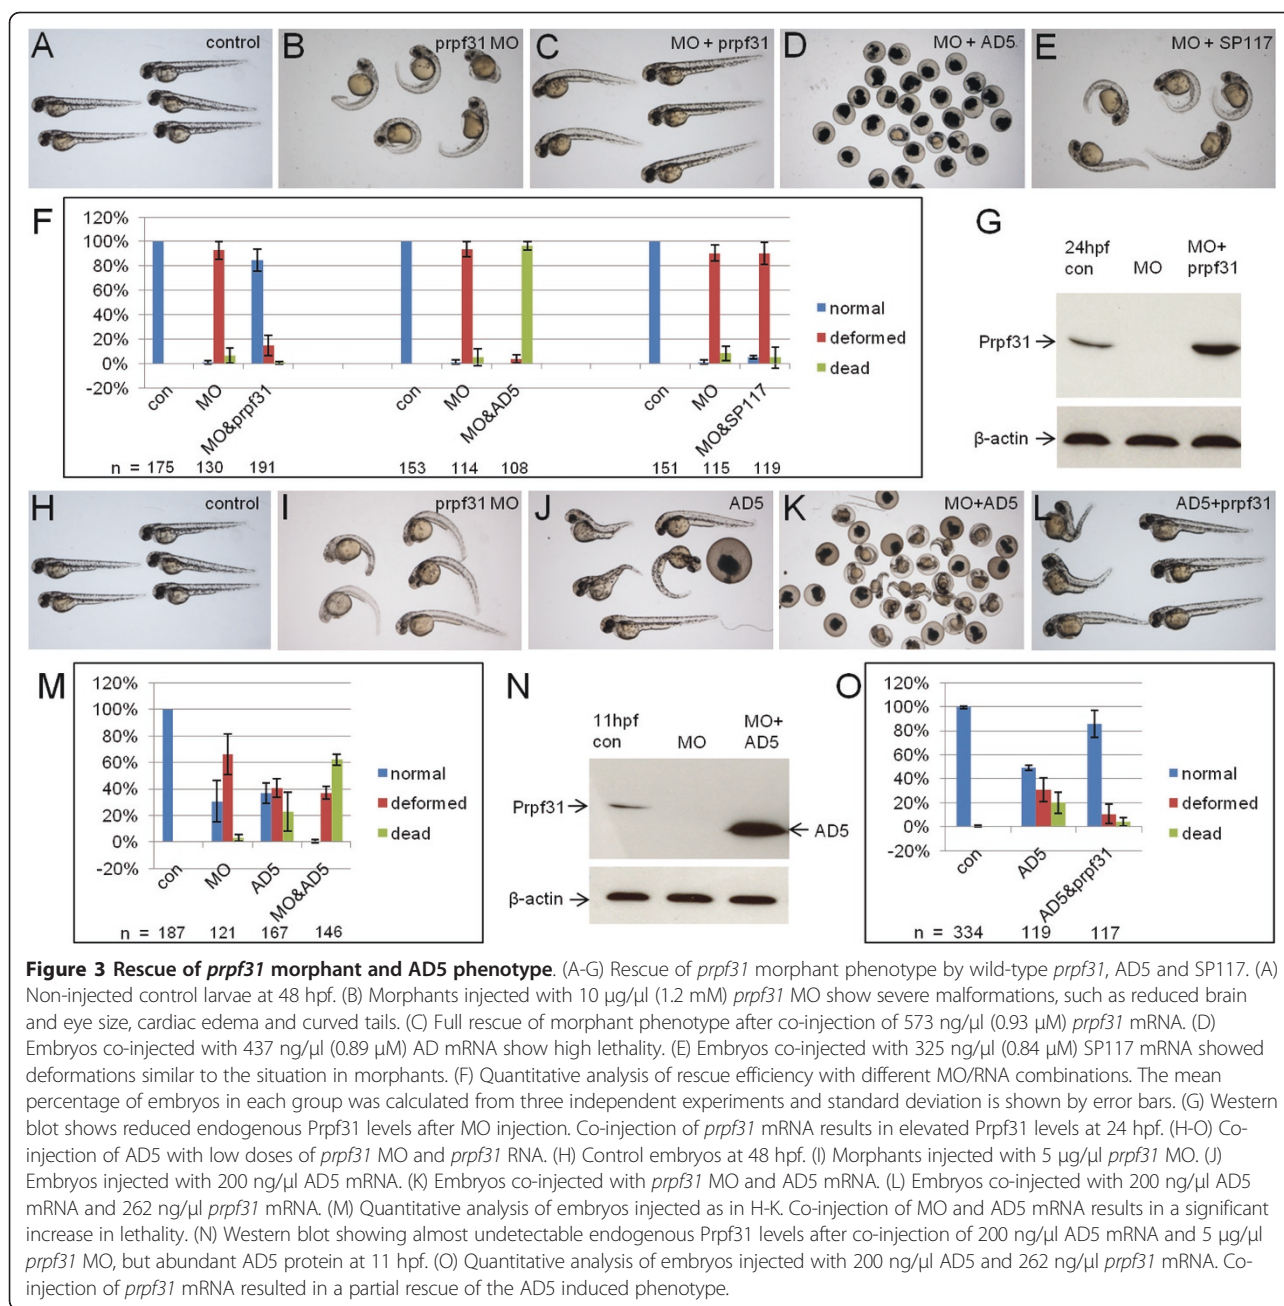 A control
B prpf31 MO
C MO + prpf31
D MO + AD5
E MO + SP117
F
120%
100%
80%
60%
40%
20%
0%
-20%
con MO MO&prpf31 con MO MO&AD5 con MO MO&SP117
n = 175 130 191 153 114 108 151 115 119
normal
deformed
dead
G
24hpf con MO MO+ prpf31
Prpf31
β-actin
H control
I prpf31 MO
J AD5
K MO+AD5
L AD5+prpf31
M
120%
100%
80%
60%
40%
20%
0%
-20%
con MO AD5 MO&AD5
n = 187 121 167 146
normal
deformed
dead
N
11hpf con MO MO+ AD5
Prpf31
AD5
β-actin
O
120%
100%
80%
60%
40%
20%
0%
-20%
con AD5 AD5&prpf31
n = 334 119 117
normal
deformed
dead
Figure 3 Rescue of prpf31 morphant and AD5 phenotype. (A-G) Rescue of prpf31 morphant phenotype by wild-type prpf31, AD5 and SP117. (A)
Non-injected control larvae at 48 hpf. (B) Morphants injected with 10 μg/μl (1.2 mM) prpf31 MO show severe malformations, such as reduced brain
and eye size, cardiac edema and curved tails. (C) Full rescue of morphant phenotype after co-injection of 573 ng/μl (0.93 μM) prpf31 mRNA. (D)
Embryos co-injected with 437 ng/μl (0.89 μM) AD mRNA show high lethality. (E) Embryos co-injected with 325 ng/μl (0.84 μM) SP117 mRNA showed
deformations similar to the situation in morphants. (F) Quantitative analysis of rescue efficiency with different MO/RNA combinations. The mean
percentage of embryos in each group was calculated from three independent experiments and standard deviation is shown by error bars. (G) Western
blot shows reduced endogenous Prpf31 levels after MO injection. Co-injection of prpf31 mRNA results in elevated Prpf31 levels at 24 hpf. (H-O) Co-
injection of AD5 with low doses of prpf31 MO and prpf31 RNA. (H) Control embryos at 48 hpf. (I) Morphants injected with 5 μg/μl prpf31 MO. (J)
Embryos injected with 200 ng/μl AD5 mRNA. (K) Embryos co-injected with prpf31 MO and AD5 mRNA. (L) Embryos co-injected with 200 ng/μl AD5
mRNA and 262 ng/μl prpf31 mRNA. (M) Quantitative analysis of embryos injected as in H-K. Co-injection of MO and AD5 mRNA results in a significant
increase in lethality. (N) Western blot showing almost undetectable endogenous Prpf31 levels after co-injection of 200 ng/μl AD5 mRNA and 5 μg/μl
prpf31 MO, but abundant AD5 protein at 11 hpf. (O) Quantitative analysis of embryos injected with 200 ng/μl AD5 and 262 ng/μl prpf31 mRNA. Co-
injection of prpf31 mRNA resulted in a partial rescue of the AD5 induced phenotype.